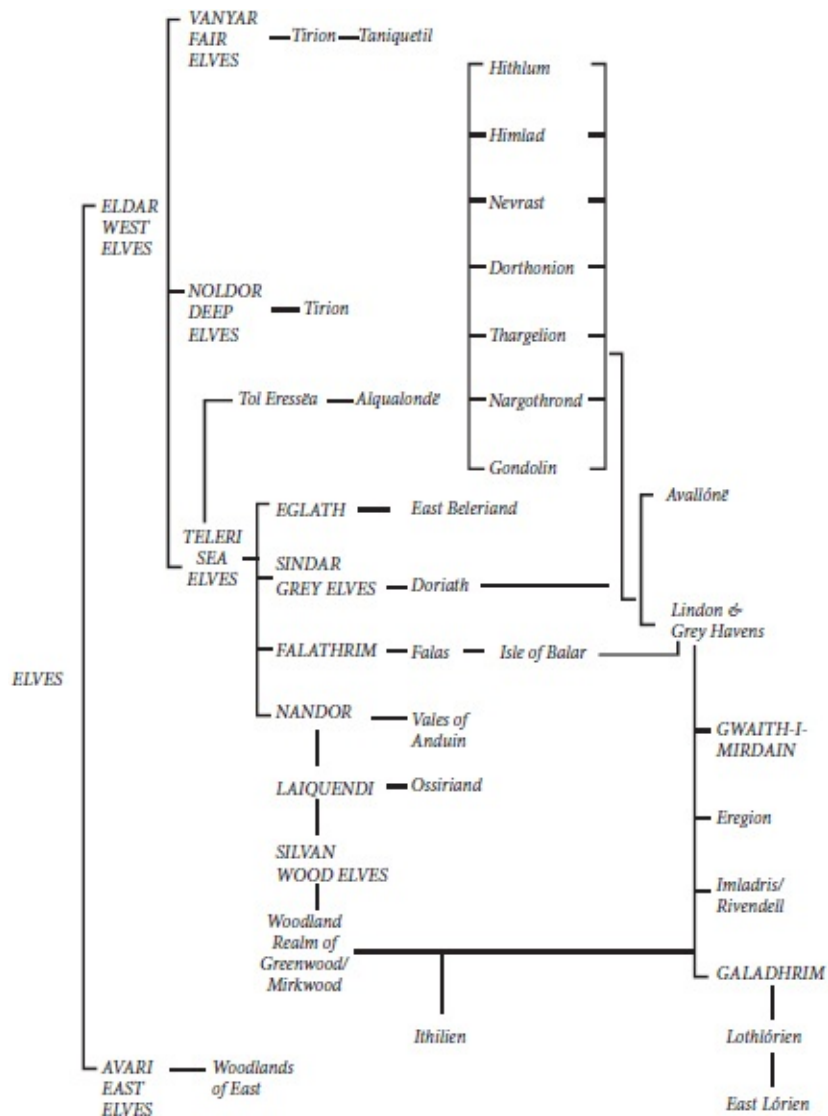 VANYAR
FAIR
ELVES
Tirion
Taniquetil
Hithlum
Himlad
Nevrast
Dorthonion
Thargelion
Nargothrond
Gondolin
ELDAR
WEST
ELVES
NOLDOR
DEEP
ELVES
Tirion
Tol Eressëa
Alqualondë
TELERI
SEA
ELVES
EGLATH
East Beleriand
SINDAR
GREY ELVES
Doriath
FALATHRIM
Falas
Isle of Balar
Avallónë
Lindon &
Grey Havens
ELVES
NANDOR
Vales of
Anduin
LAIQUENDI
Ossiriand
SILVAN
WOOD ELVES
Woodland
Realm of
Greenwood/
Mirkwood
Ithilien
GWAITH-I-
MIRDAIN
Eregion
Imladris/
Rivendell
GALADHRIM
Lothlórien
East Lórien
AVARI
EAST
ELVES
Woodlands
of East